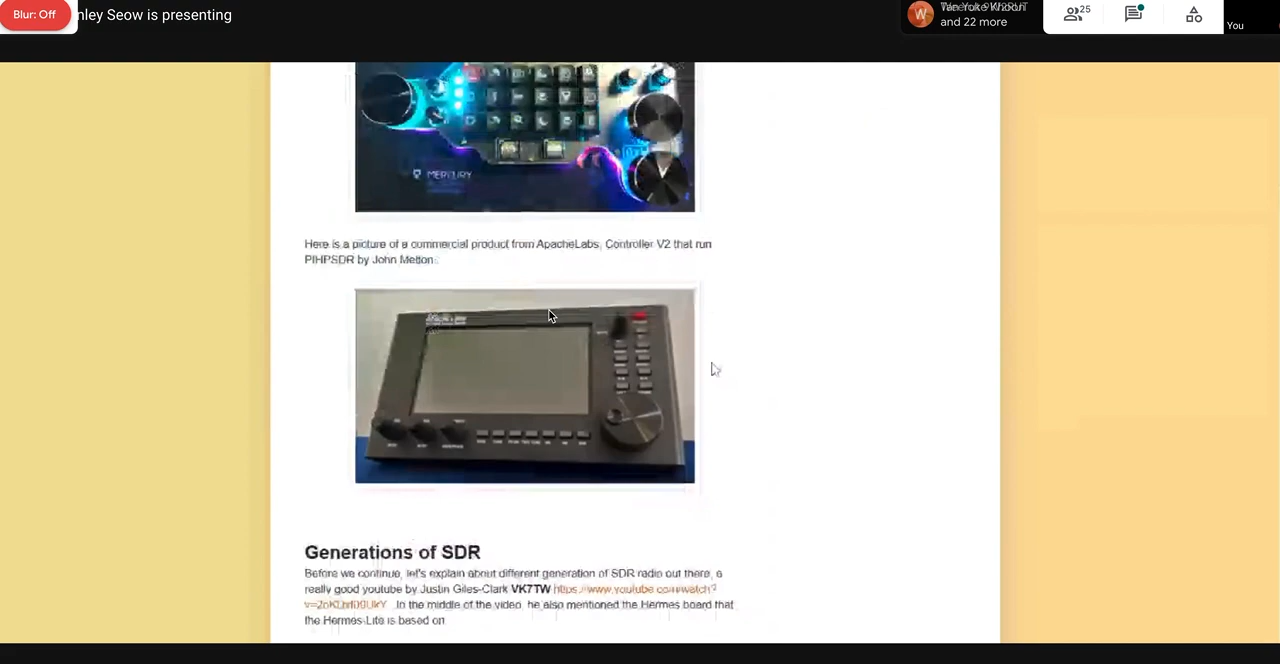 Blur: Off
nley Seow is presenting
W
and 22 more
25
You
MERCURY
Here is a picture of a commercial product from ApacheLabs, Controller V2 that run
PIHPSDR by John Melton.
Generations of SDR
Before we continue, let's explain about different generation of SDR radio out there, a
really good youtube by Justin Giles-Clark VK7TW https://www.youtube.com/watch?
In the middle of the video, he also mentioned the Hermes board that
the Hermes-Lite is based on